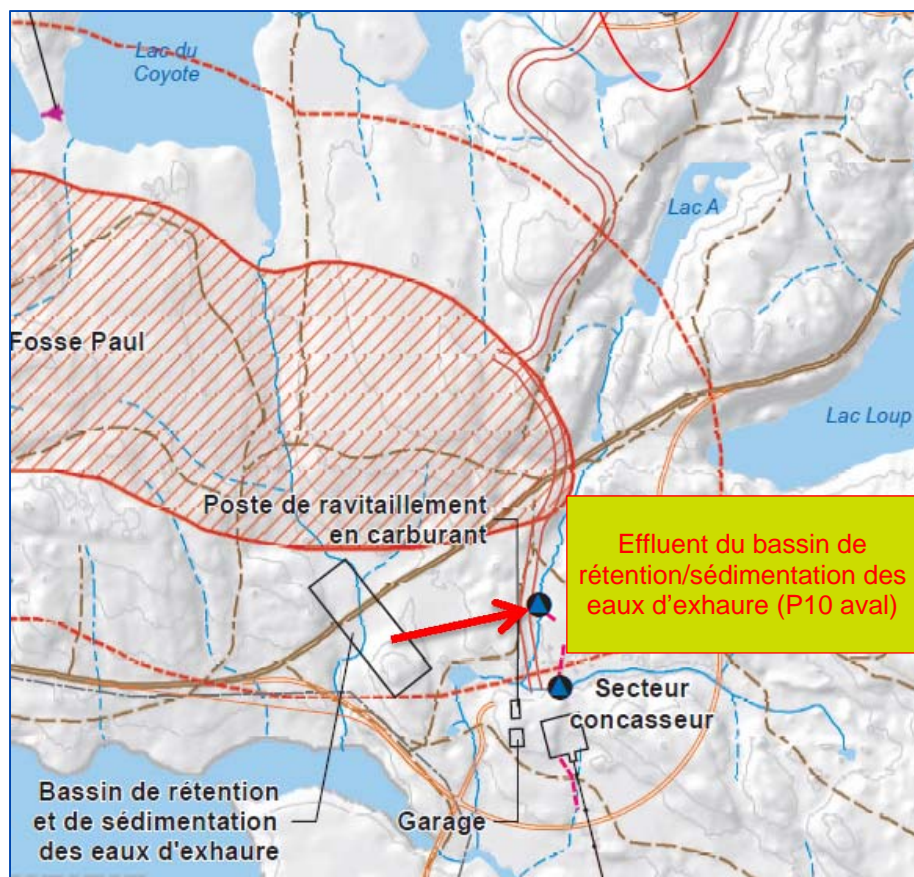 Lac du
Coyote
Lac A
Fosse Paul
Lac Loup
Poste de ravitaillement
en carburant
Effluent du bassin de
rétention/sédimentation des
eaux d'exhaure (P10 aval)
Secteur
concasseur
Bassin de rétention
et de sédimentation
des eaux d'exhaure
Garage